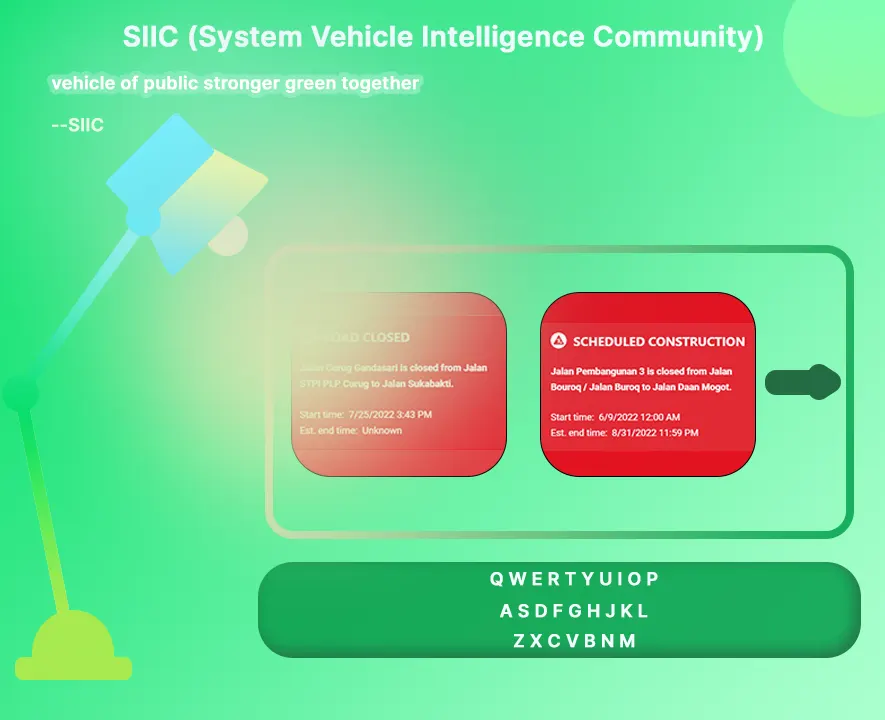 SIIC (System Vehicle Intelligence Community)
vehicle of public stronger green together
--SIIC
ROAD CLOSED
Jalan Curug Gandasari is closed from Jalan
STPI PLP Curug to Jalan Sukabakti.
Start time: 7/25/2022 3:43 PM
Est. end time: Unknown
SCHEDULED CONSTRUCTION
Jalan Pembangunan 3 is closed from Jalan
Bouroq / Jalan Buroq to Jalan Daan Mogot.
Start time: 6/9/2022 12:00 AM
Est. end time: 8/31/2022 11:59 PM
Q W E R T Y U I O P
A S D F G H J K L
Z X C V B N M